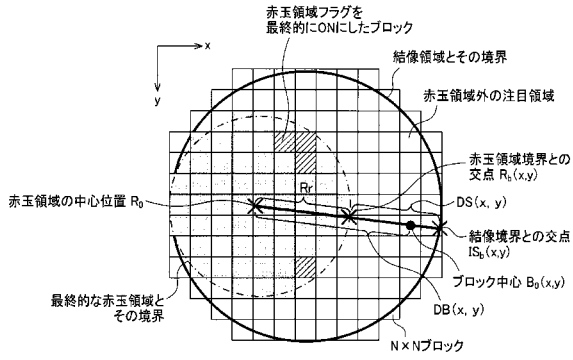 赤玉領域フラグを
最終的にONにしたブロック
結像領域とその境界
x
y
赤玉領域外の注目領域
赤玉領域境界との
交点 Rb(x,y)
Rr
DS(x, y)
赤玉領域の中心位置 R0
結像境界との交点
ISb(x,y)
ブロック中心 B0(x,y)
最終的な赤玉領域と
その境界
DB(x, y)
N×Nブロック